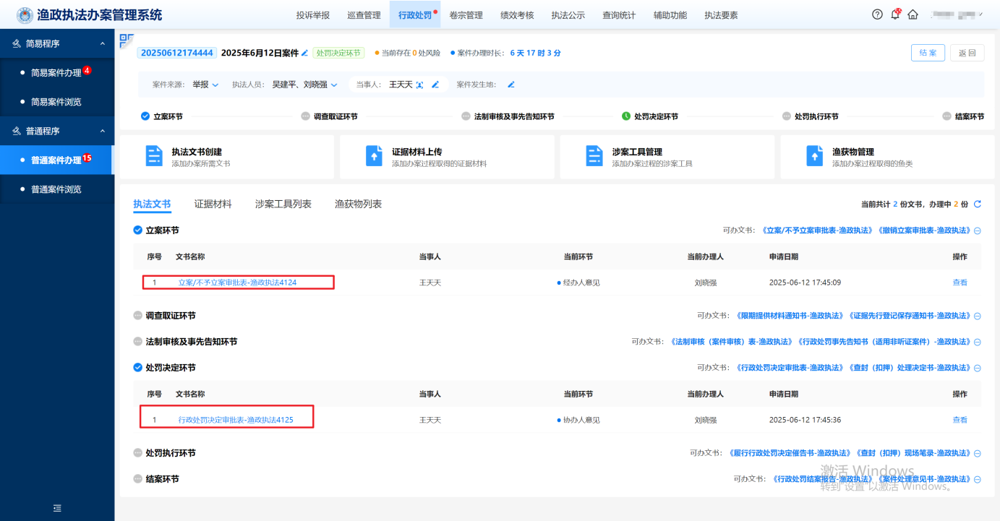 渔政执法办案管理系统
投诉举报 巡查管理 行政处罚 卷宗管理 绩效考核 执法公示 查询统计 辅助功能 执法要素
简易程序
简易案件办理 4
简易案件浏览
普通程序
普通案件办理 15
普通案件浏览
20250612174444 2025年6月12日案件 处罚决定环节 当前存在 0 处风险 案件办理时长: 6 天 17 时 3 分
结 案 返 回
案件来源: 举报 执法人员: 吴建平、刘晓强 当事人: 王天天 案件发生地:
立案环节 调查取证环节 法制审核及事先告知环节 处罚决定环节 处罚执行环节 结案环节
执法文书创建
添加办案所需文书
证据材料上传
添加办案过程取得的证据材料
涉案工具管理
添加办案过程的涉案工具
渔获物管理
添加办案过程取得的鱼类
执法文书 证据材料 涉案工具列表 渔获物列表
当前共计 2 份文书，办理中 2 份
立案环节
可办文书: 《立案/不予立案审批表-渔政执法》《撤销立案审批表-渔政执法》
序号 文书名称 当事人 当前环节 当前办理人 申请日期 操作
1 立案/不予立案审批表-渔政执法4124 王天天 经办人意见 刘晓强 2025-06-12 17:45:09 查看
调查取证环节
可办文书: 《限期提供材料通知书-渔政执法》《证据先行登记保存通知书-渔政执法》
法制审核及事先告知环节
可办文书: 《法制审核（案件审核）表-渔政执法》《行政处罚事先告知书（适用非听证案件）-渔政执法》
处罚决定环节
可办文书: 《行政处罚决定审批表-渔政执法》《查封（扣押）处理决定书-渔政执法》
序号 文书名称 当事人 当前环节 当前办理人 申请日期 操作
1 行政处罚决定审批表-渔政执法4125 王天天 协办人意见 刘晓强 2025-06-12 17:45:36 查看
处罚执行环节
可办文书: 《履行行政处罚决定催告书-渔政执法》《查封（扣押）现场笔录-渔政执法》
结案环节
可办文书: 《行政处罚结案报告-渔政执法》《案件处理意见书-渔政执法》
激活 Windows
转到"设置"以激活 Windows。